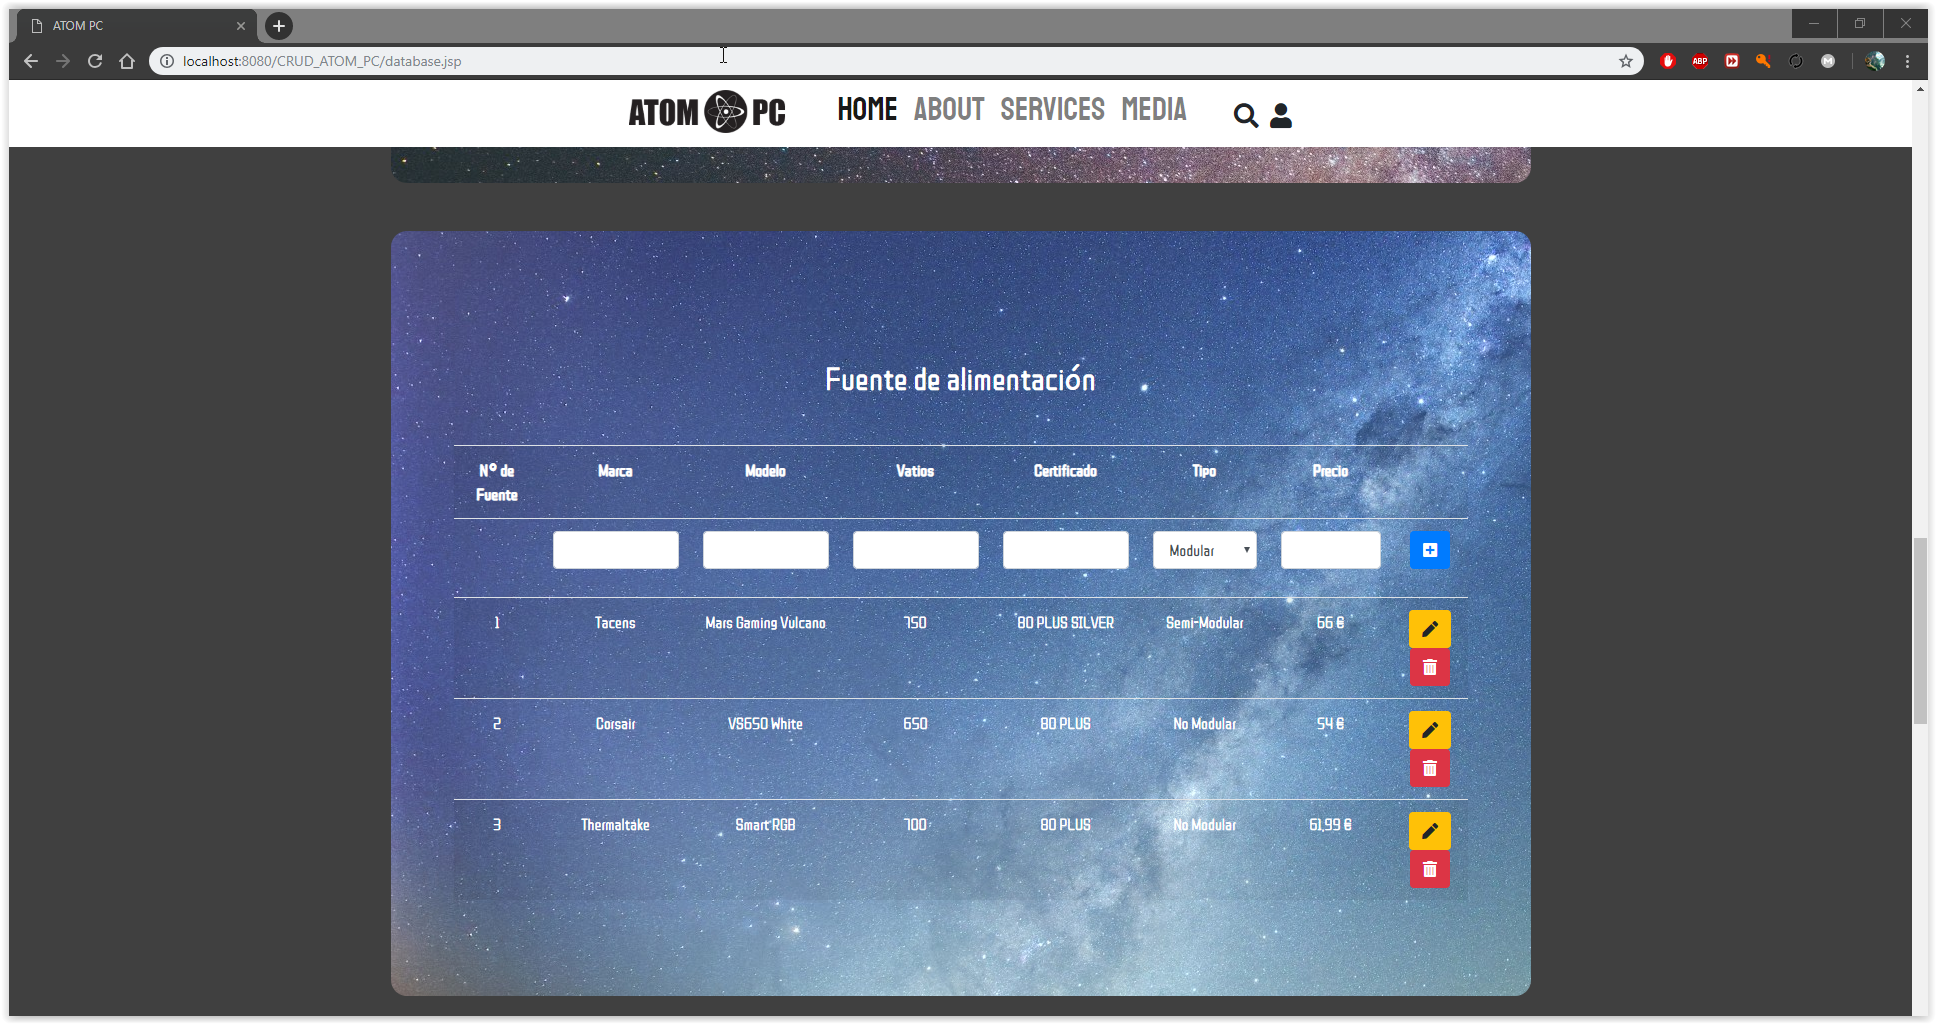 ATOM PC
localhost:8080/CRUD_ATOM_PC/database.jsp
ABP
M
ATOM PC HOME ABOUT SERVICES MEDIA
Fuente de alimentación
Nº de Fuente Marca Modelo Vatios Certificado Tipo Precio
Modular
1 Tacens Mars Gaming Vulcano 750 80 PLUS SILVER Semi-Modular 66 €
2 Corsair VS650 White 650 80 PLUS No Modular 54 €
3 Thermaltake Smart RGB 700 80 PLUS No Modular 61,99 €